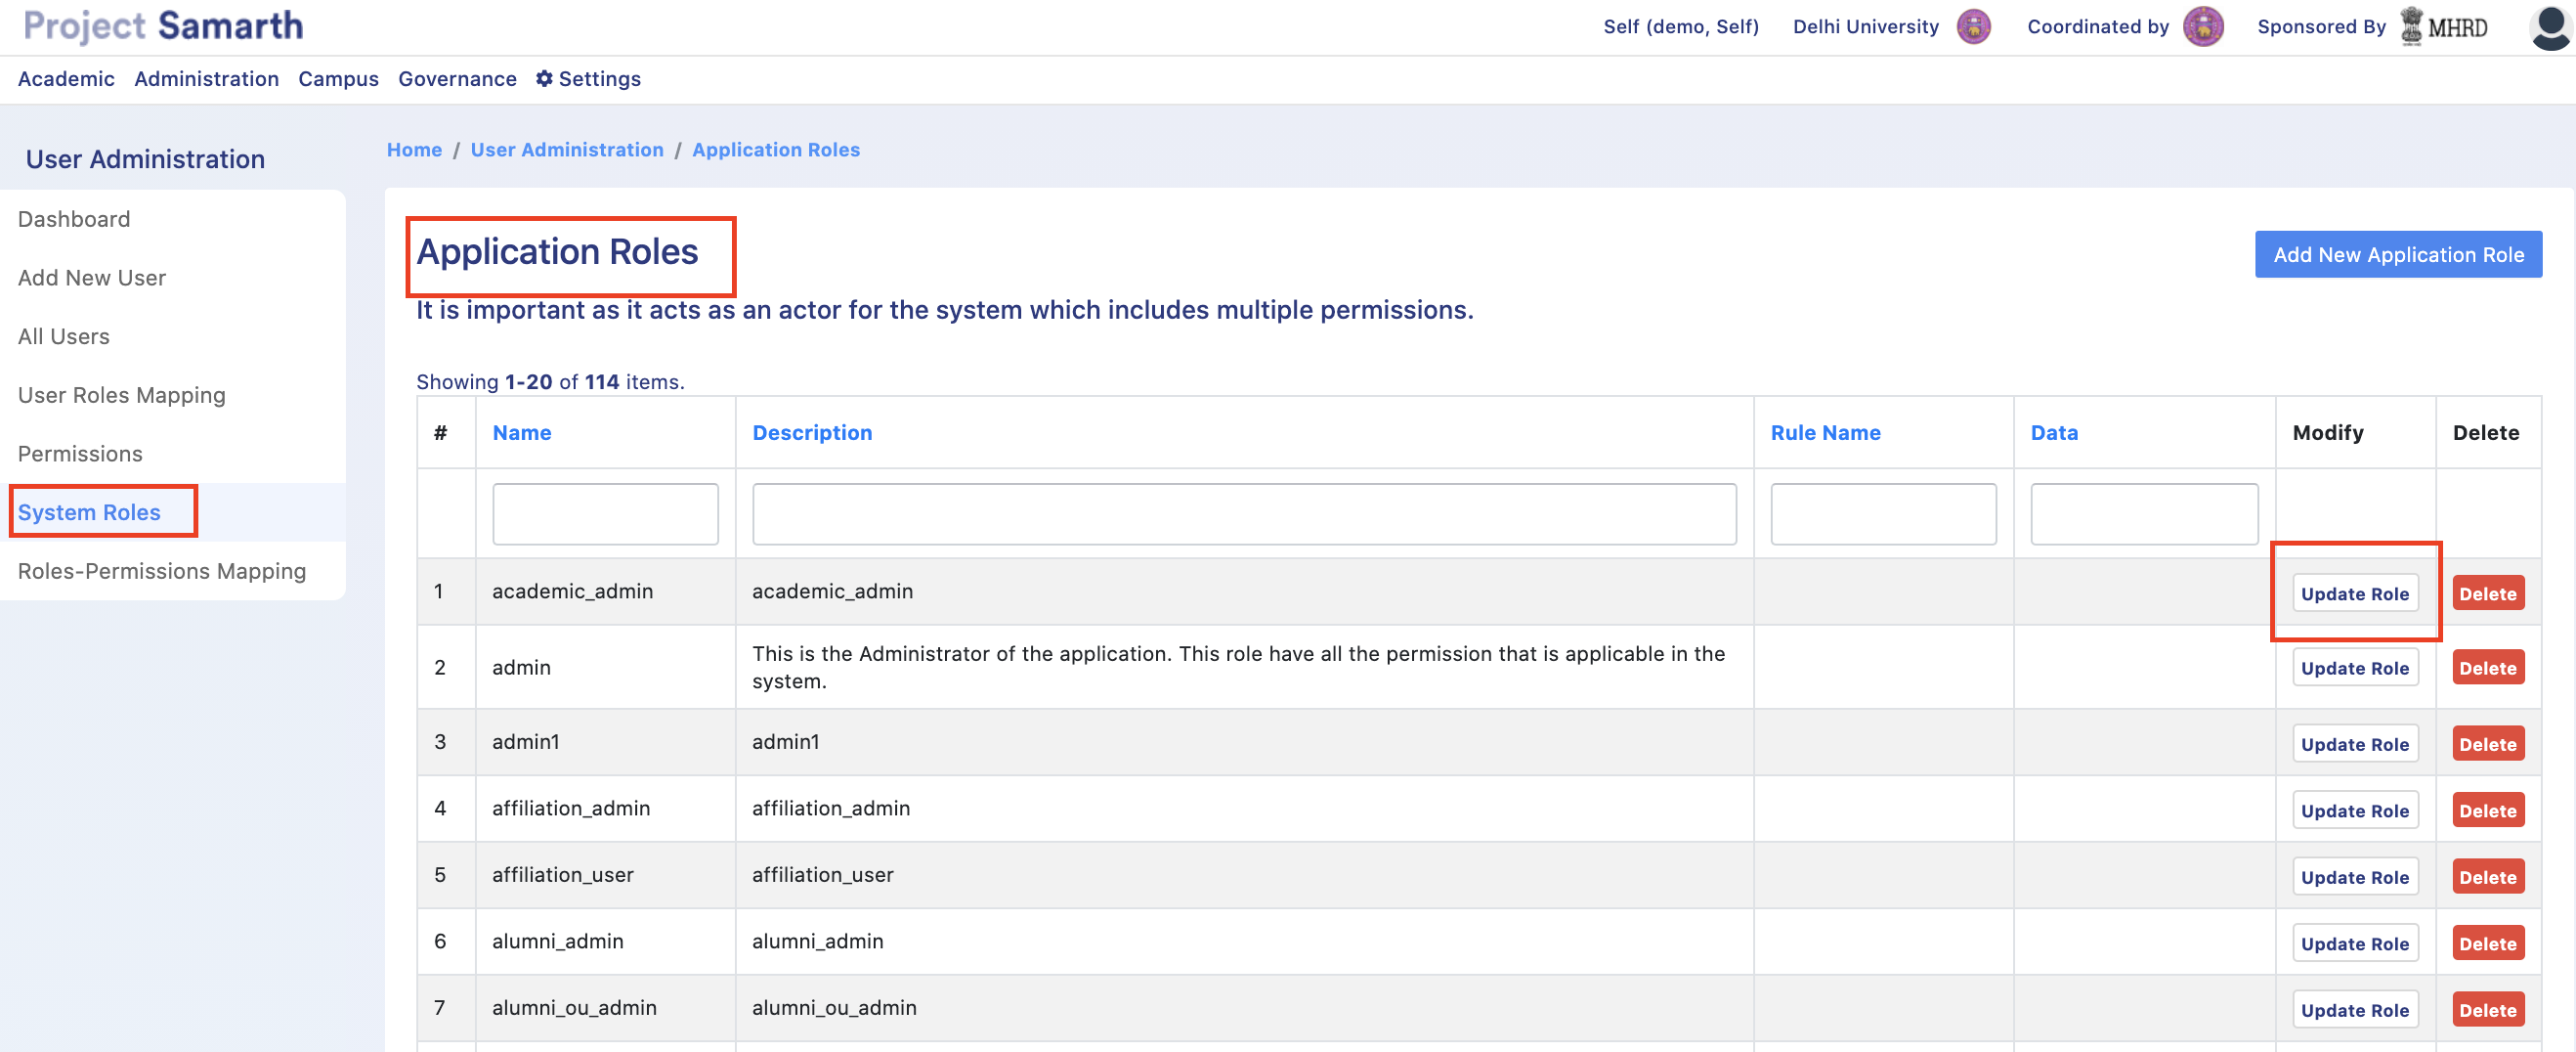 Project Samarth
Self (demo, Self) Delhi University Coordinated by Sponsored By MHRD
Academic Administration Campus Governance Settings
User Administration
Dashboard
Add New User
All Users
User Roles Mapping
Permissions
System Roles
Roles-Permissions Mapping
Home / User Administration / Application Roles
Application Roles
Add New Application Role
It is important as it acts as an actor for the system which includes multiple permissions.
Showing 1-20 of 114 items.
# Name Description Rule Name Data Modify Delete
1 academic_admin academic_admin Update Role Delete
2 admin This is the Administrator of the application. This role have all the permission that is applicable in the
system. Update Role Delete
3 admin1 admin1 Update Role Delete
4 affiliation_admin affiliation_admin Update Role Delete
5 affiliation_user affiliation_user Update Role Delete
6 alumni_admin alumni_admin Update Role Delete
7 alumni_ou_admin alumni_ou_admin Update Role Delete